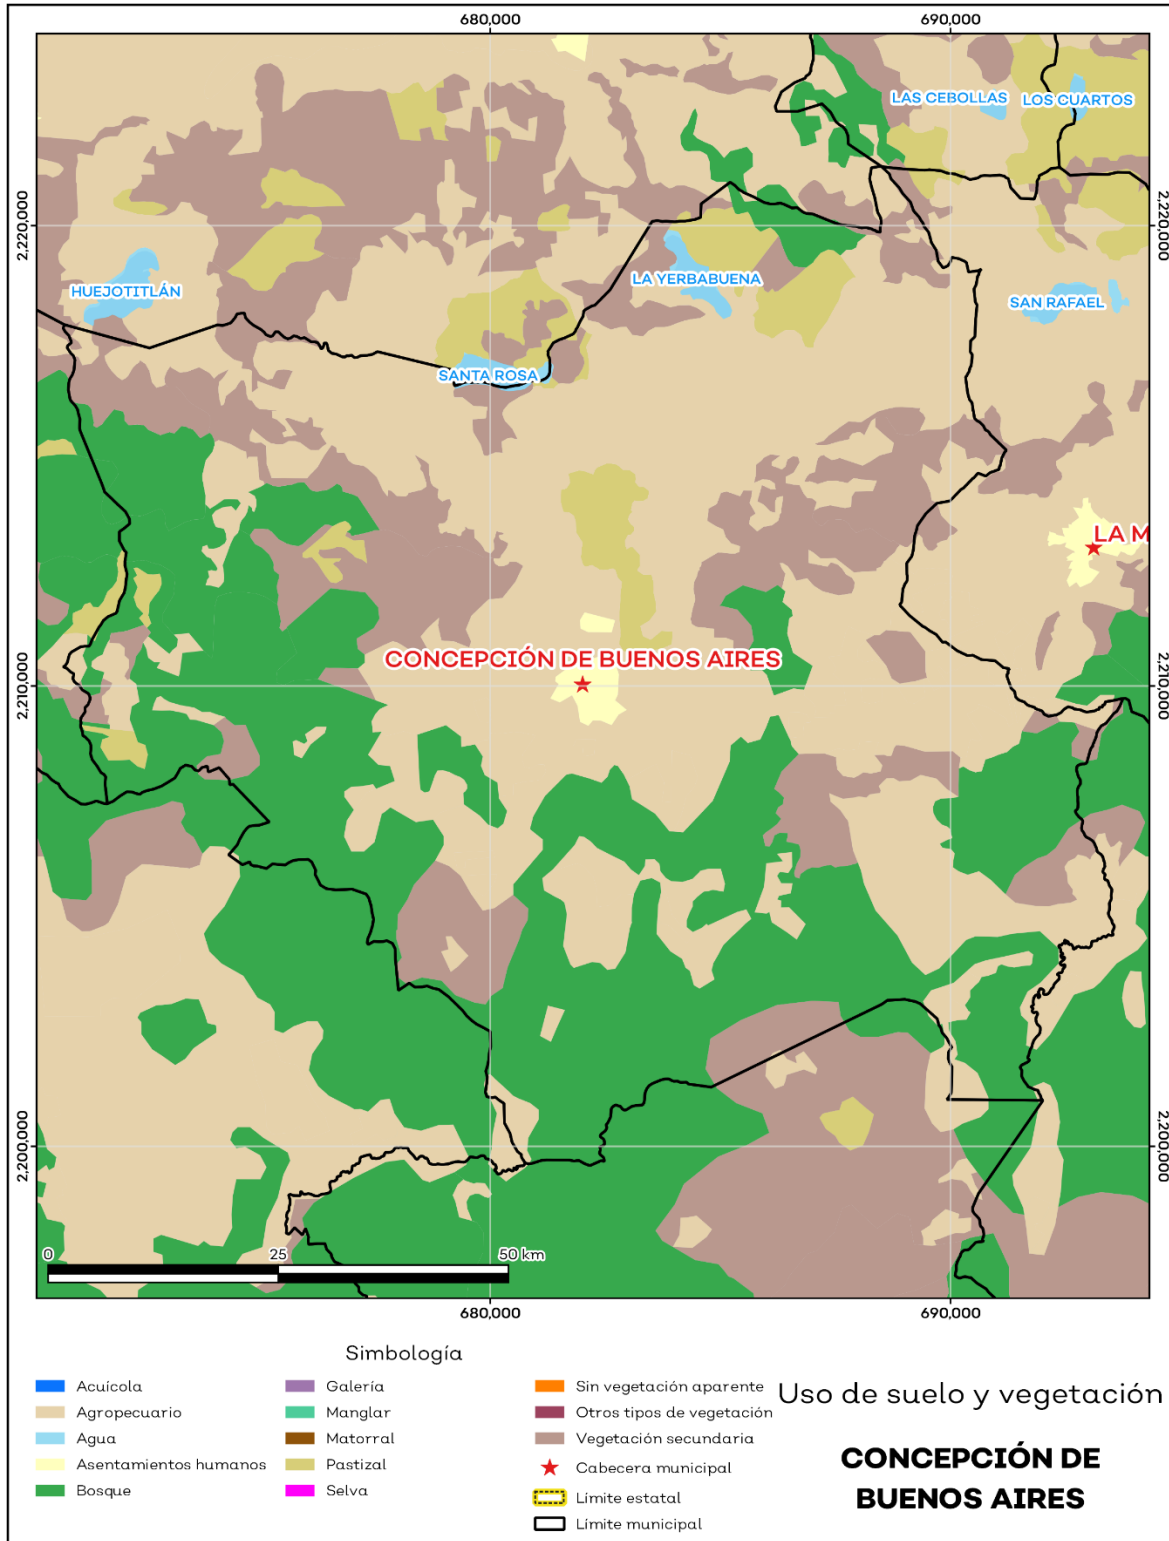 680,000
690,000
LAS CEBOLLAS
LOS CUARTOS
2,220,000
2,220,000
HUEJOTITLÁN
LA YERBABUENA
SAN RAFAEL
SANTA ROSA
LA M
CONCEPCIÓN DE BUENOS AIRES
2,210,000
2,210,000
2,200,000
2,200,000
0
25
50 km
680,000
690,000
Simbología
Acuícola
Agropecuario
Agua
Asentamientos humanos
Bosque
Galería
Manglar
Matorral
Pastizal
Selva
Sin vegetación aparente
Otros tipos de vegetación
Vegetación secundaria
Cabecera municipal
Límite estatal
Límite municipal
Uso de suelo y vegetación
CONCEPCIÓN DE
BUENOS AIRES